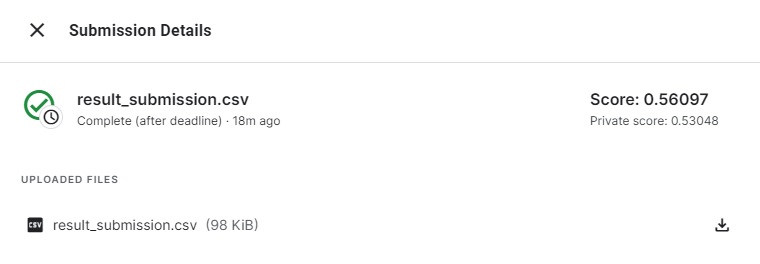 Submission Details
result_submission.csv
Score: 0.56097
Complete (after deadline) · 18m ago
Private score: 0.53048
UPLOADED FILES
CSV result_submission.csv (98 KiB)